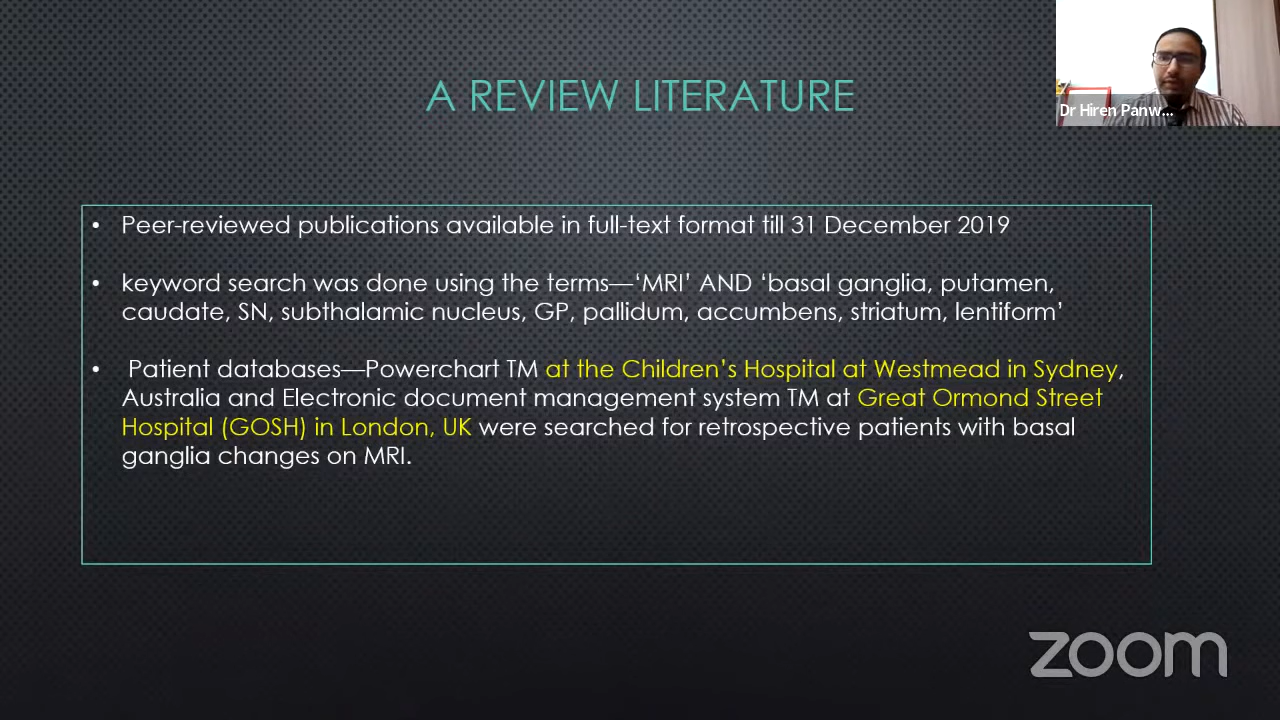 A REVIEW LITERATURE
Dr Hiren Panw...
• Peer-reviewed publications available in full-text format till 31 December 2019
• keyword search was done using the terms—‘MRI’ AND ‘basal ganglia, putamen,
caudate, SN, subthalamic nucleus, GP, pallidum, accumbens, striatum, lentiform’
• Patient databases—Powerchart TM at the Children’s Hospital at Westmead in Sydney,
Australia and Electronic document management system TM at Great Ormond Street
Hospital (GOSH) in London, UK were searched for retrospective patients with basal
ganglia changes on MRI.
zoom